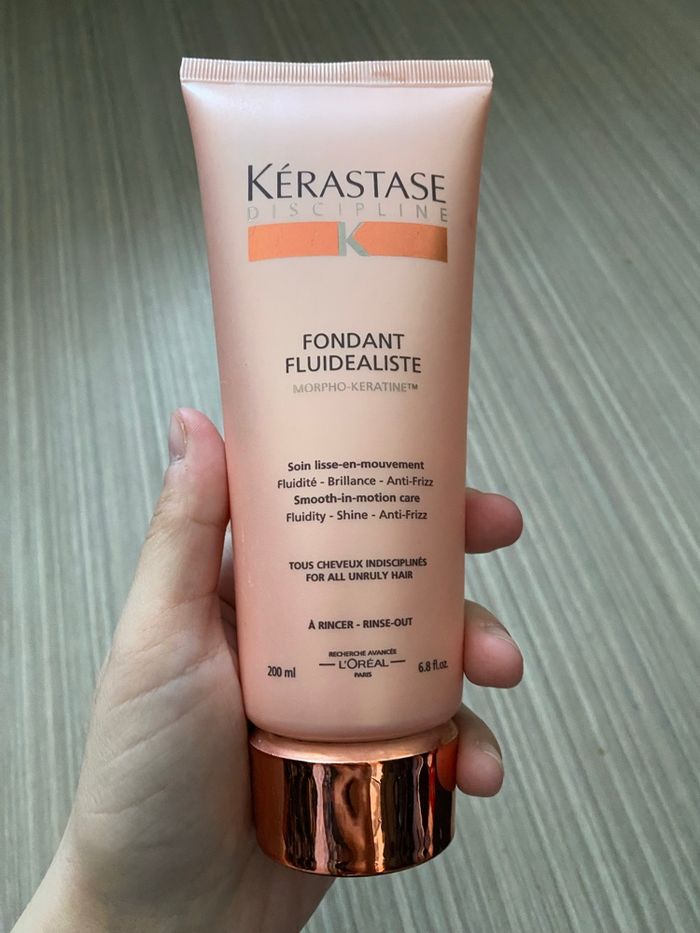 KÉRASTASE
DISCIPLINE
K
FONDANT
FLUIDEALISTE
MORPHO-KERATINE™
Soin lisse-en-mouvement
Fluidité - Brillance - Anti-Frizz
Smooth-in-motion care
Fluidity - Shine - Anti-Frizz
TOUS CHEVEUX INDISCIPLINÉS
FOR ALL UNRULY HAIR
À RINCER - RINSE-OUT
RECHERCHE AVANCÉE
L'ORÉAL
PARIS
200 ml 6.8 fl.oz.